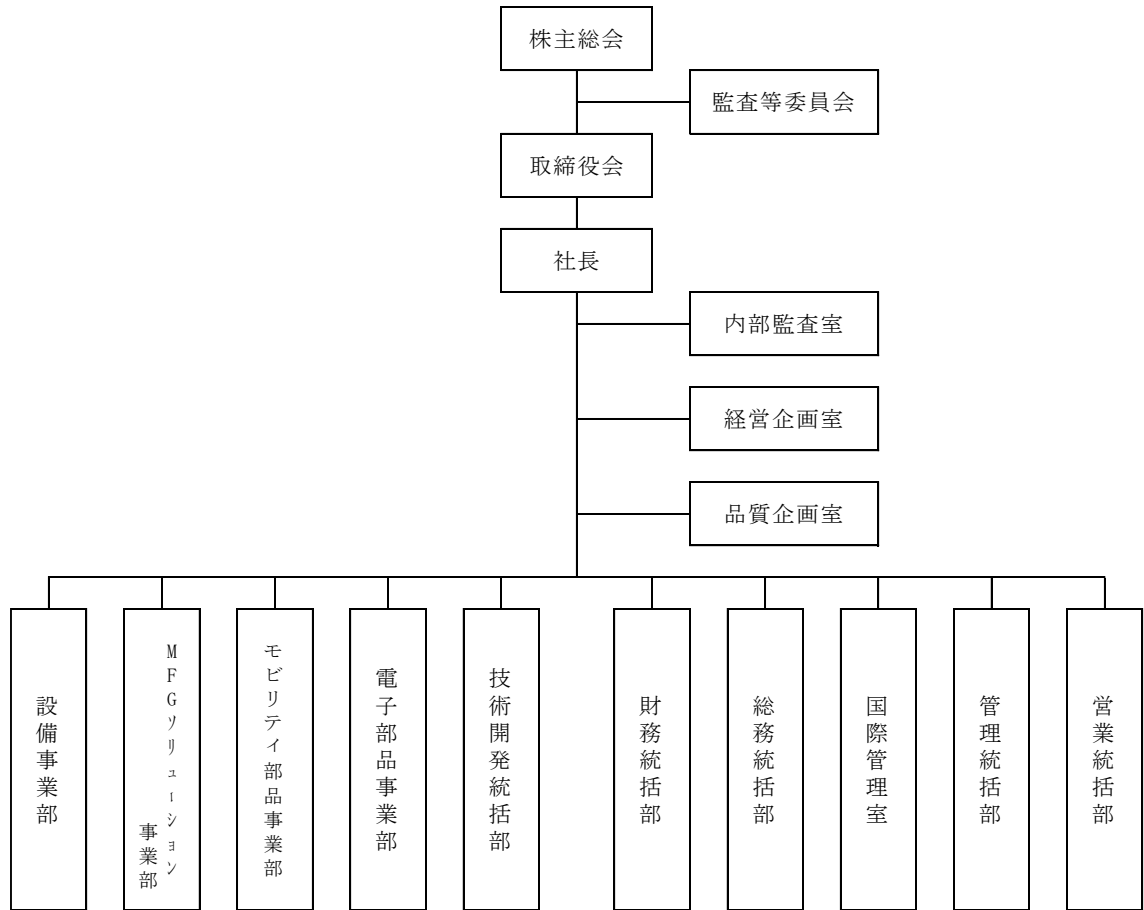 株主総会
監査等委員会
取締役会
社長
内部監査室
経営企画室
品質企画室
設備事業部
MFGソリューション
事業部
モビリティ部品事業部
電子部品事業部
技術開発統括部
財務統括部
総務統括部
国際管理室
管理統括部
営業統括部